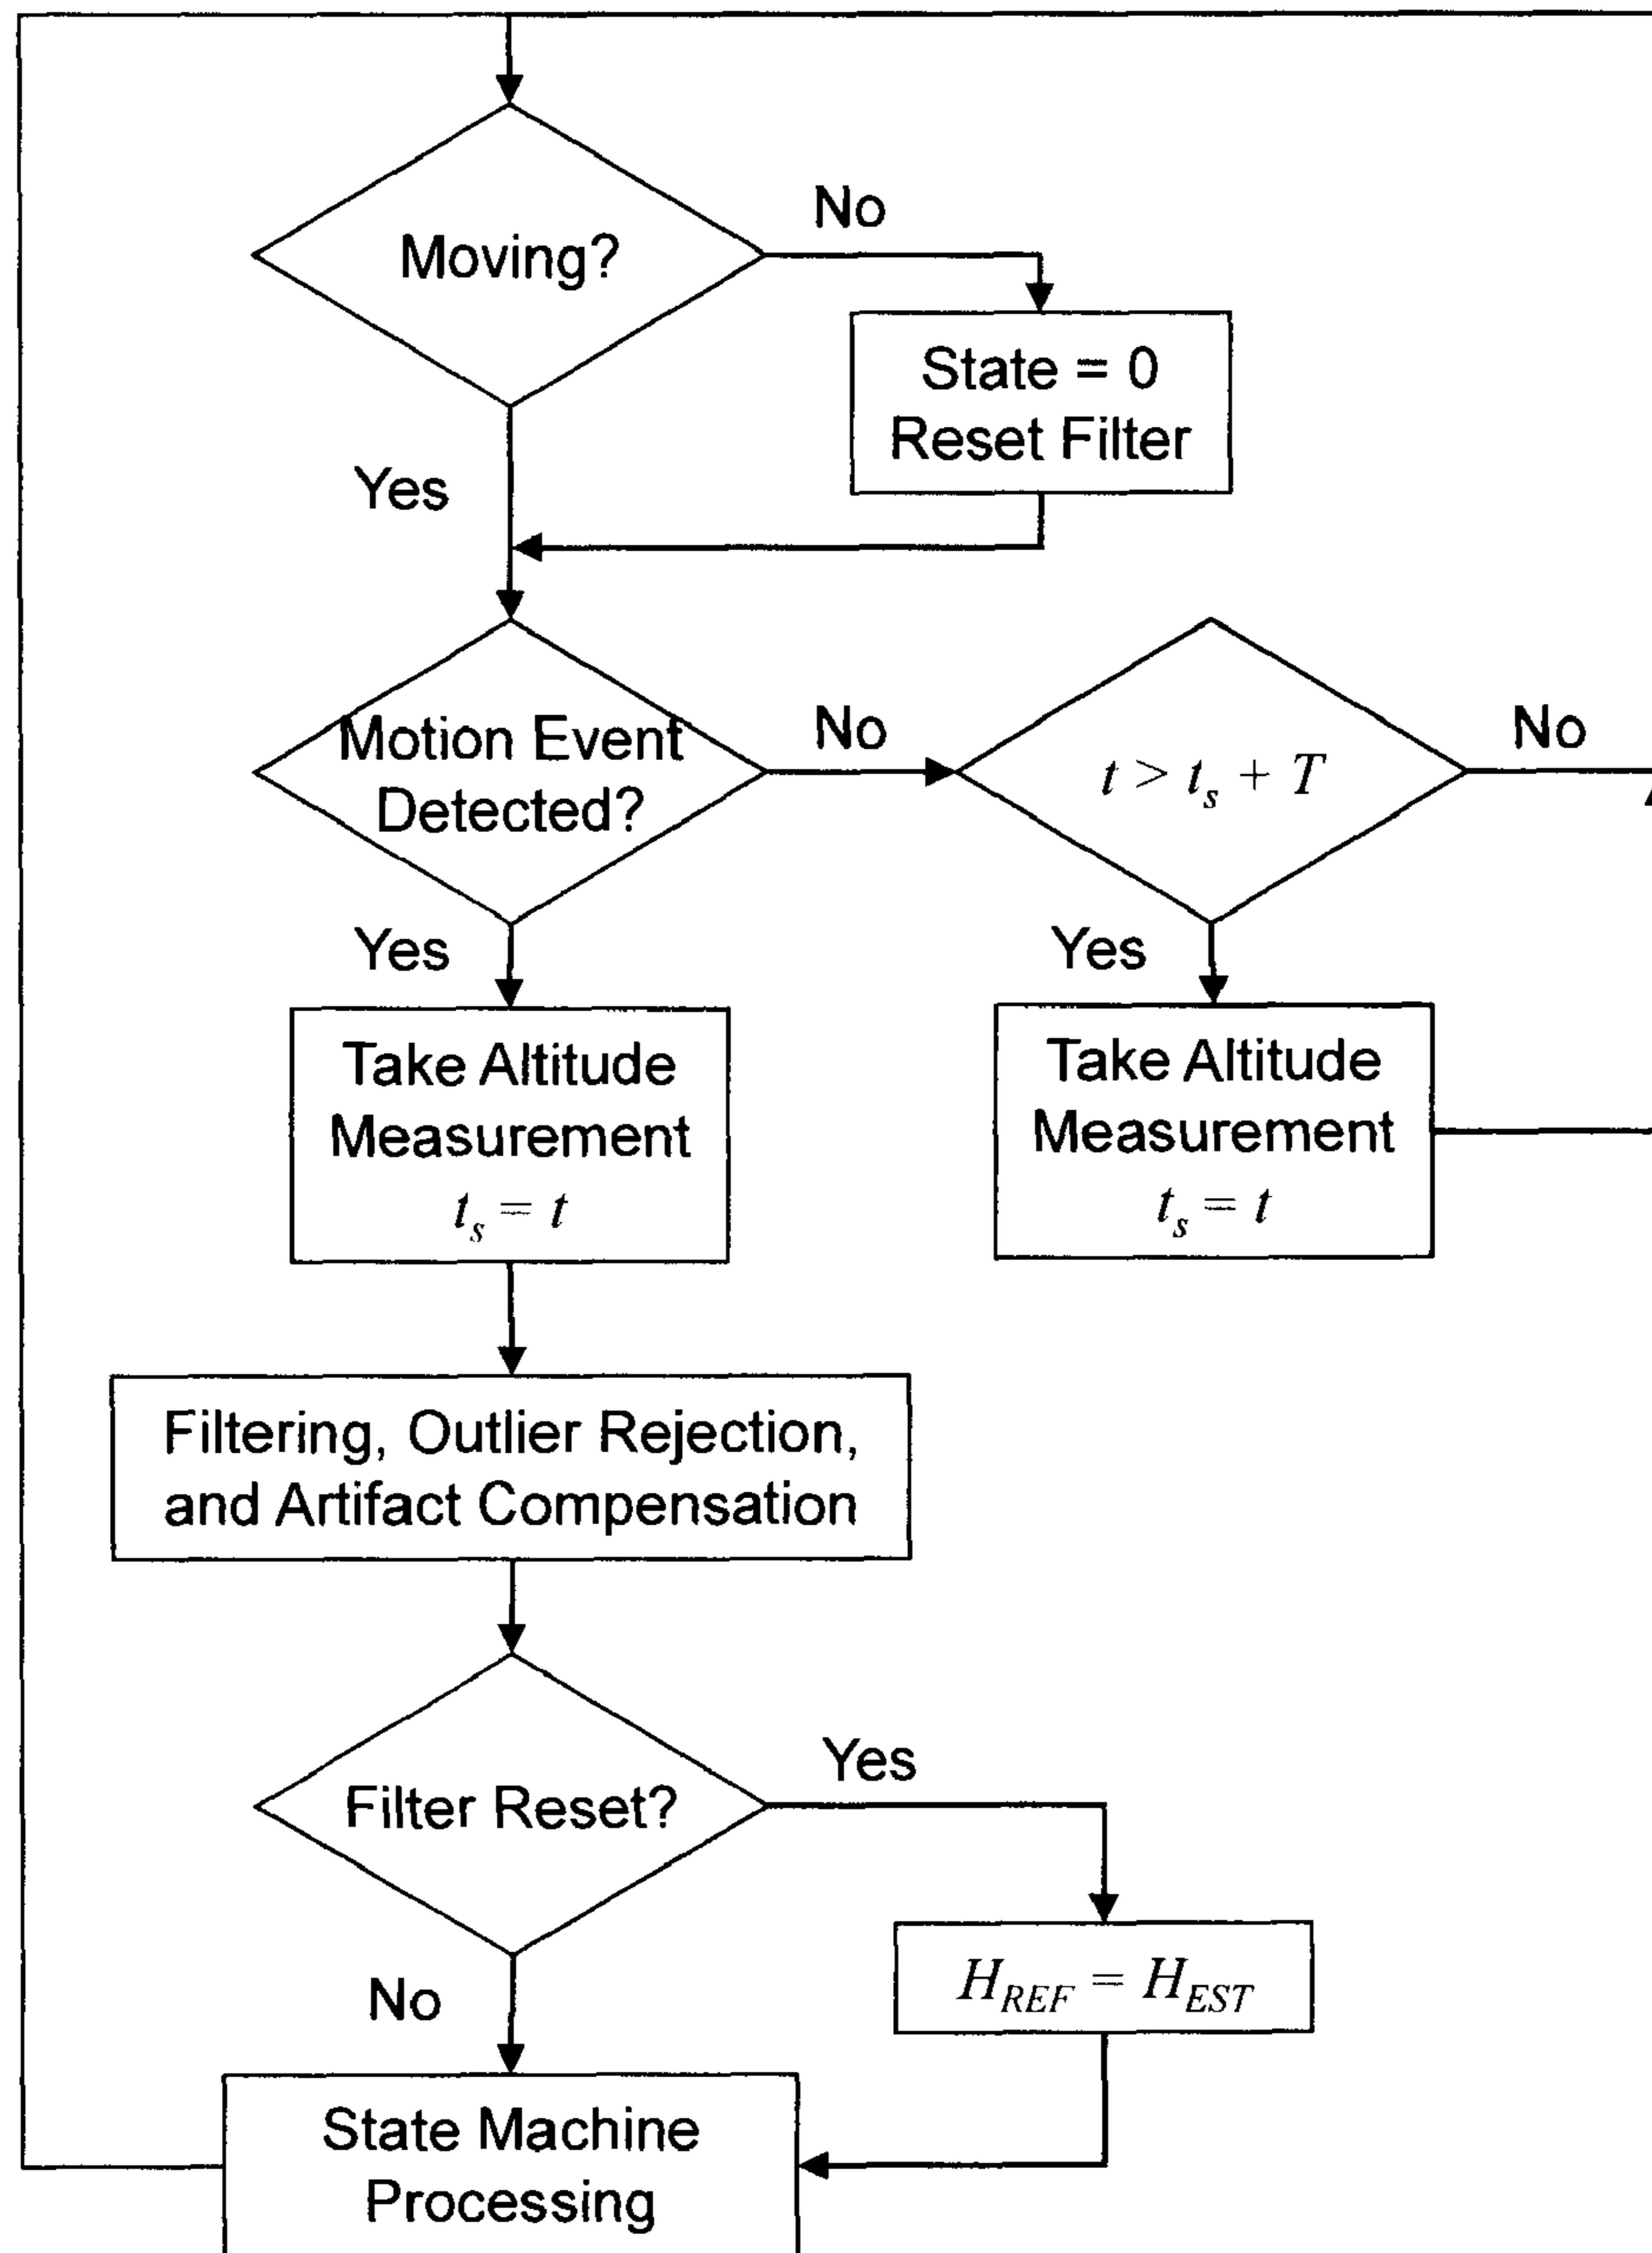 Moving?
No
State = 0
Reset Filter
Yes
Motion Event
Detected?
No
t > t_s + T
No
Yes
Yes
Take Altitude
Measurement
t_s = t
Take Altitude
Measurement
t_s = t
Filtering, Outlier Rejection,
and Artifact Compensation
Filter Reset?
Yes
H_REF = H_EST
No
State Machine
Processing